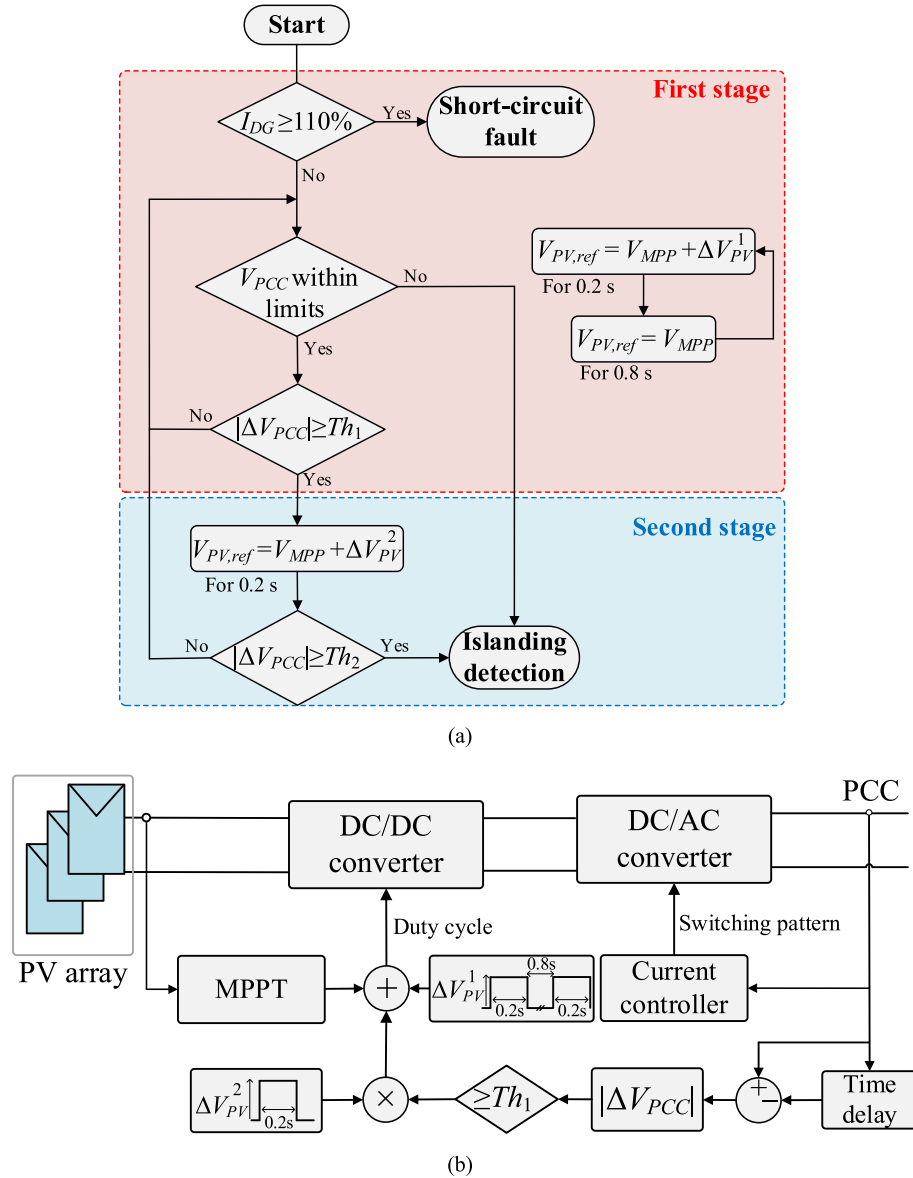 Start
First stage
I_DG ≥110%
Yes
Short-circuit
fault
No
V_PV,ref = V_MPP + ΔV_PV^1
For 0.2 s
V_PCC within
limits
No
V_PV,ref = V_MPP
For 0.8 s
Yes
No
|ΔV_PCC|≥Th_1
Yes
Second stage
V_PV,ref = V_MPP + ΔV_PV^2
For 0.2 s
No
|ΔV_PCC|≥Th_2
Yes
Islanding
detection
(a)
PCC
DC/DC
converter
DC/AC
converter
Duty cycle
Switching pattern
PV array
MPPT
+
ΔV_PV^1
0.8s
0.2s
0.2s
Current
controller
ΔV_PV^2
0.2s
×
≥Th_1
|ΔV_PCC|
+
−
Time
delay
(b)